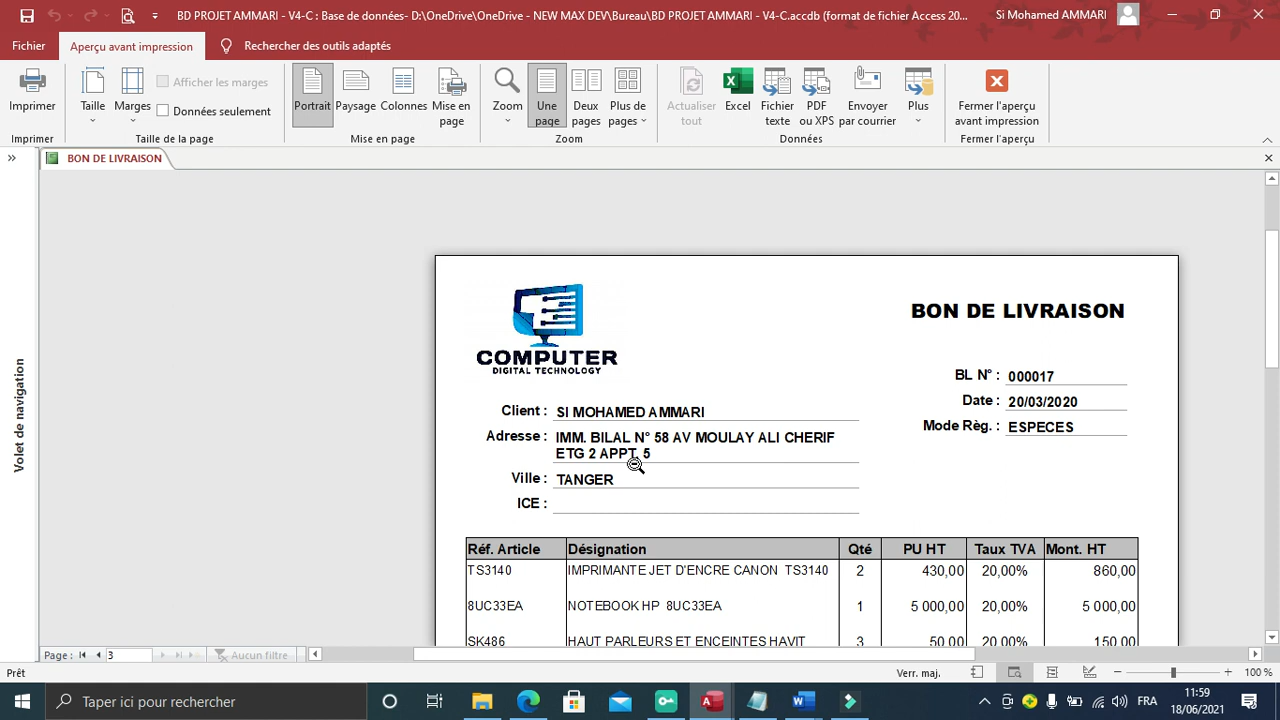 BD PROJET AMMARI - V4-C : Base de données- D:\OneDrive\OneDrive - NEW MAX DEV\Bureau\BD PROJET AMMARI - V4-C.accdb (format de fichier Access 20...
Si Mohamed AMMARI
Fichier
Aperçu avant impression
Rechercher des outils adaptés
Imprimer
Taille
Marges
Afficher les marges
Données seulement
Portrait
Paysage
Colonnes
Mise en page
Zoom
Une page
Deux pages
Plus de pages
Actualiser tout
Excel
Fichier texte
PDF ou XPS
Envoyer par courrier
Plus
Fermer l'aperçu avant impression
Imprimer
Taille de la page
Mise en page
Zoom
Données
Fermer l'aperçu
BON DE LIVRAISON
Volet de navigation
COMPUTER
DIGITAL TECHNOLOGY
BON DE LIVRAISON
BL N° : 000017
Date : 20/03/2020
Mode Règ. : ESPECES
Client : SI MOHAMED AMMARI
Adresse : IMM. BILAL N° 58 AV MOULAY ALI CHERIF
ETG 2 APPT. 5
Ville : TANGER
ICE :
Réf. Article Désignation Qté PU HT Taux TVA Mont. HT
TS3140 IMPRIMANTE JET D'ENCRE CANON TS3140 2 430,00 20,00% 860,00
8UC33EA NOTEBOOK HP 8UC33EA 1 5 000,00 20,00% 5 000,00
SK486 HAUT PARLEURS ET ENCEINTES HAVIT 3 50,00 20,00% 150,00
Page : 3
Aucun filtre
Prêt
Verr. maj.
100 %
Taper ici pour rechercher
FRA
11:59
18/06/2021